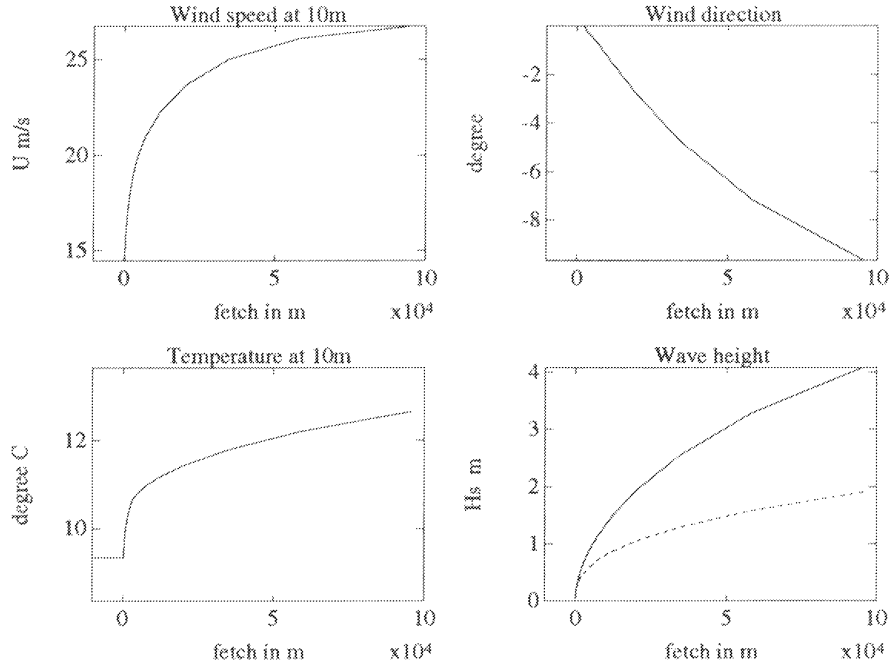 Wind speed at 10m
25
20
15
U m/s
0
5
10
fetch in m
x10⁴
Wind direction
-2
-4
-6
-8
degree
0
5
10
fetch in m
x10⁴
Temperature at 10m
12
10
degree C
0
5
10
fetch in m
x10⁴
Wave height
4
3
2
1
0
Hs m
0
5
10
fetch in m
x10⁴